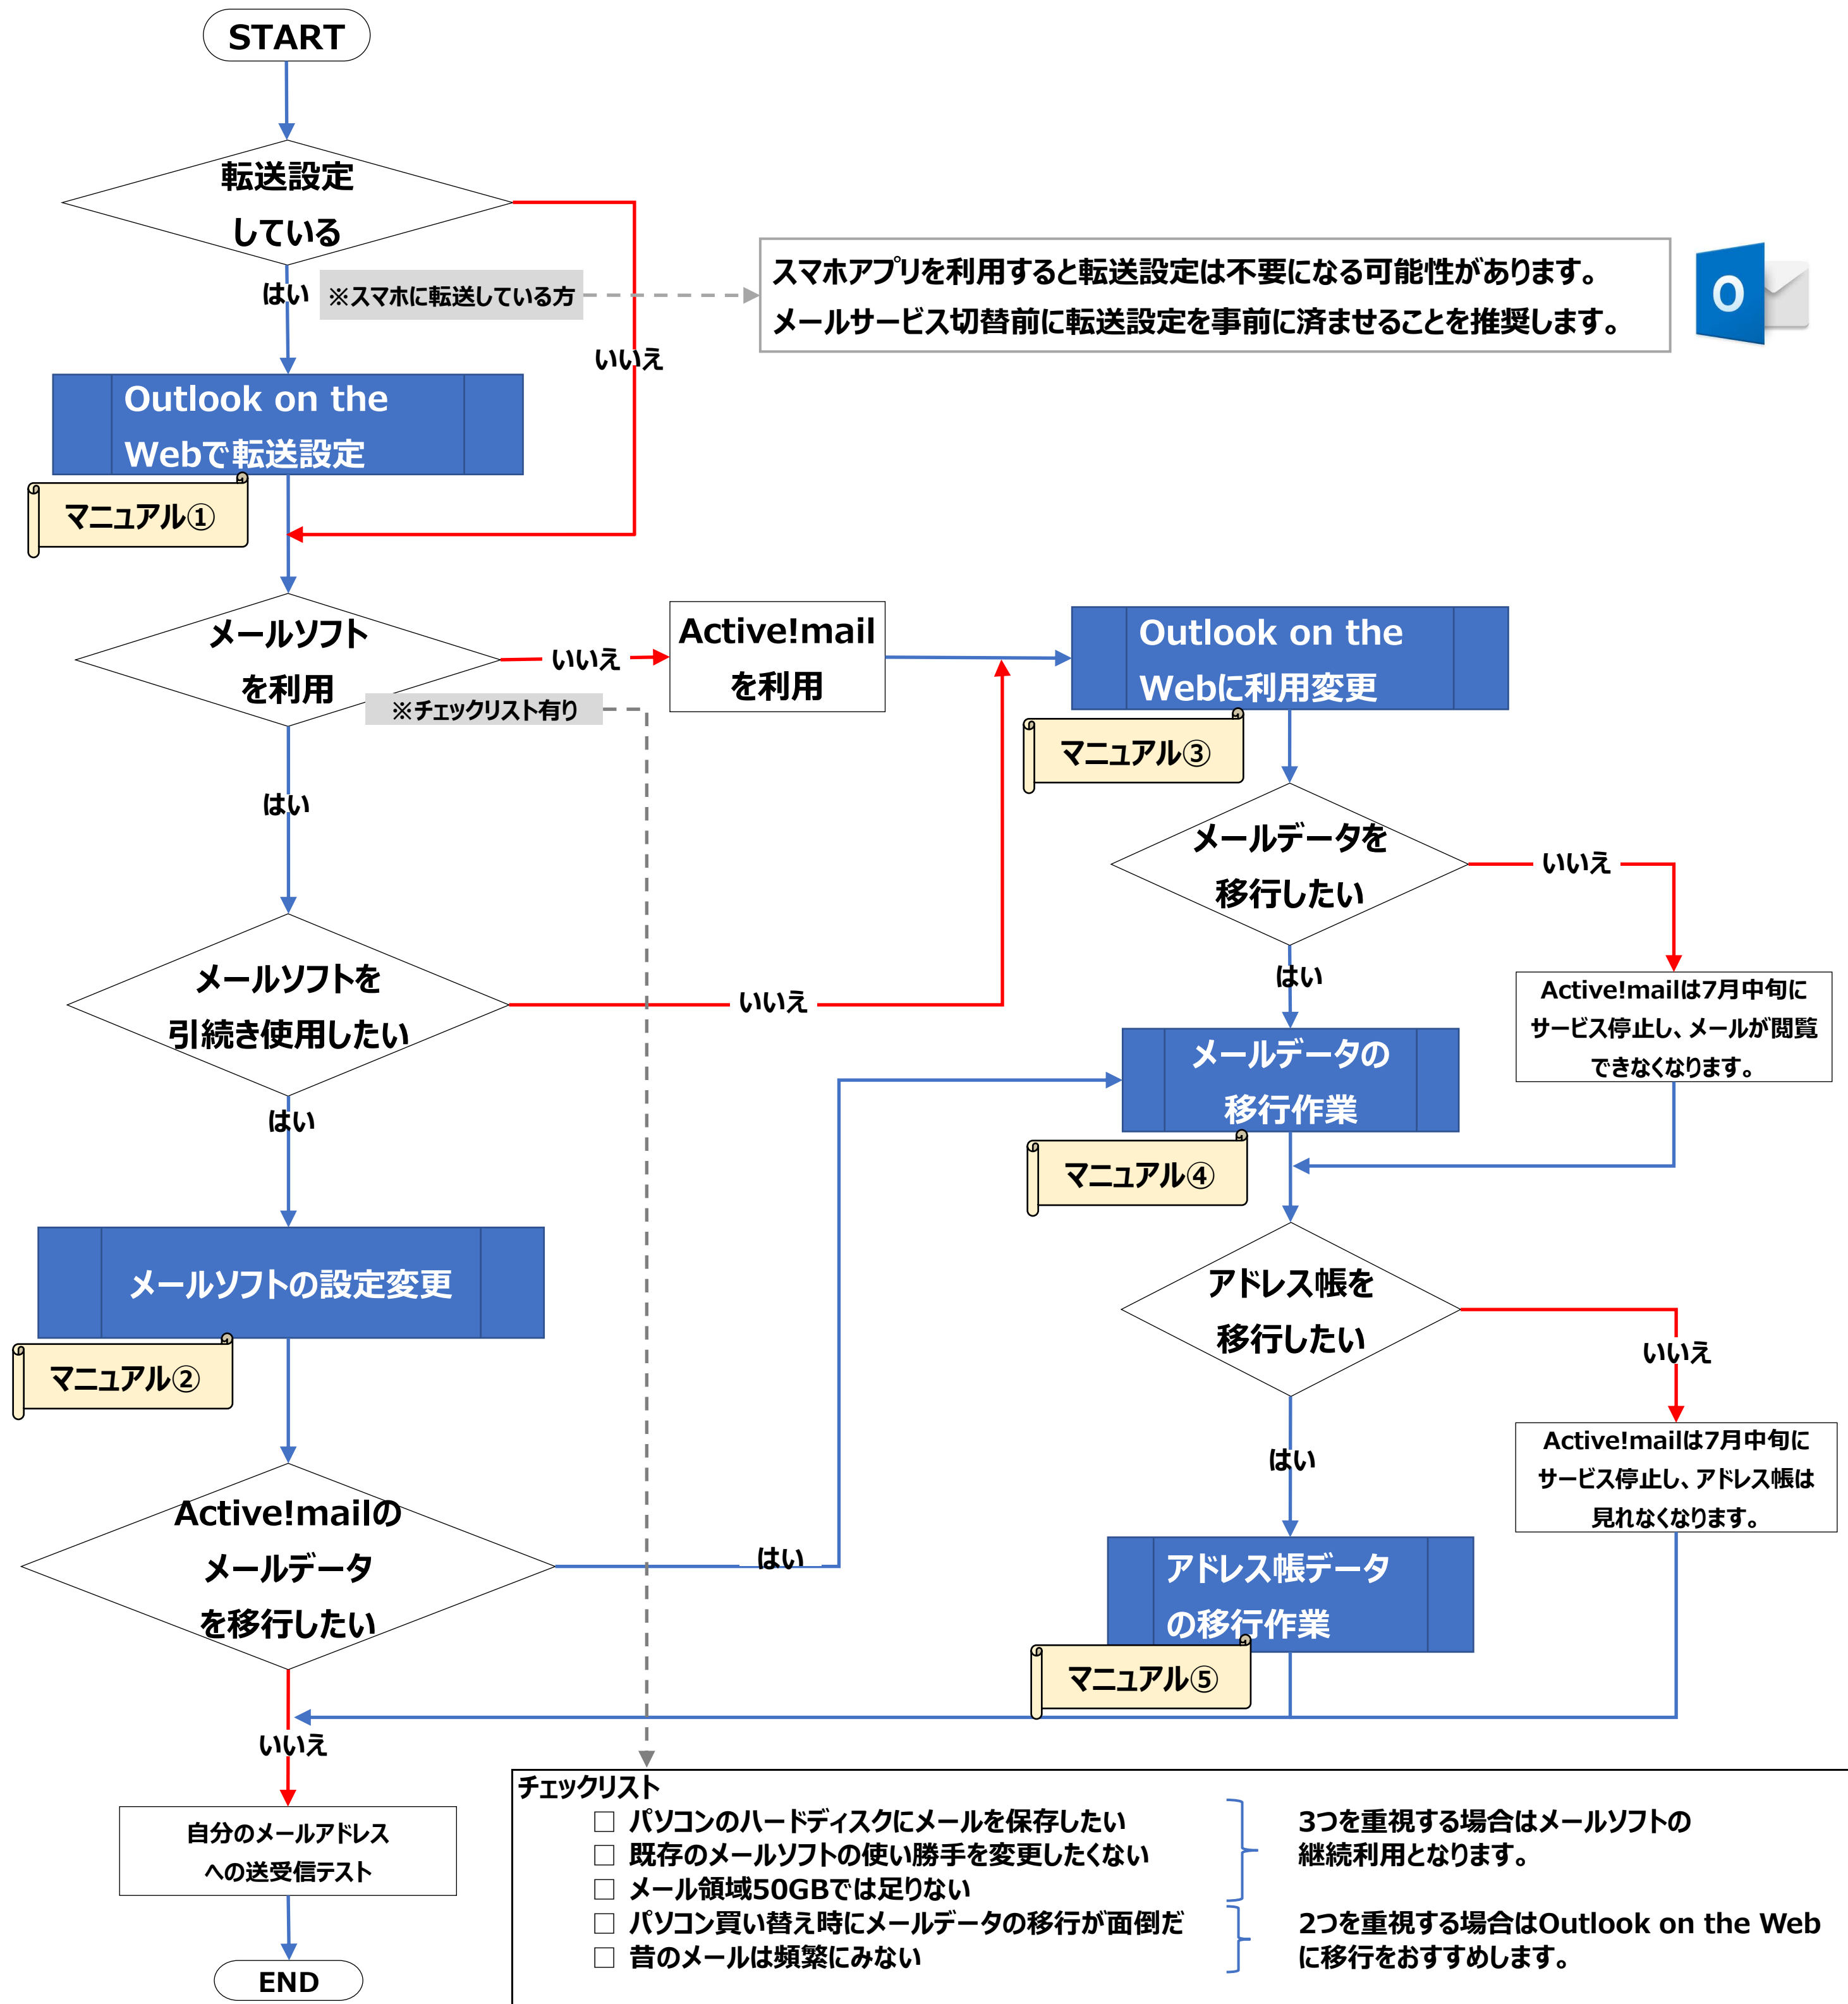 START
転送設定
している
はい
※スマホに転送している方
スマホアプリを利用すると転送設定は不要になる可能性があります。
メールサービス切替前に転送設定を事前に済ませることを推奨します。
O
いいえ
Outlook on the
Webで転送設定
マニュアル①
メールソフト
を利用
いいえ
Active!mail
を利用
Outlook on the
Webに利用変更
※チェックリスト有り
マニュアル③
はい
メールデータを
移行したい
いいえ
はい
メールソフトを
引続き使用したい
いいえ
Active!mailは7月中旬に
サービス停止し、メールが閲覧
できなくなります。
メールデータの
移行作業
はい
マニュアル④
メールソフトの設定変更
アドレス帳を
移行したい
いいえ
マニュアル②
はい
Active!mailは7月中旬に
サービス停止し、アドレス帳は
見れなくなります。
Active!mailの
メールデータ
を移行したい
はい
アドレス帳データ
の移行作業
マニュアル⑤
いいえ
チェックリスト
□ パソコンのハードディスクにメールを保存したい
□ 既存のメールソフトの使い勝手を変更したくない
□ メール領域50GBでは足りない
3つを重視する場合はメールソフトの
継続利用となります。
□ パソコン買い替え時にメールデータの移行が面倒だ
□ 昔のメールは頻繁にみない
2つを重視する場合はOutlook on the Web
に移行をおすすめします。
自分のメールアドレス
への送受信テスト
END